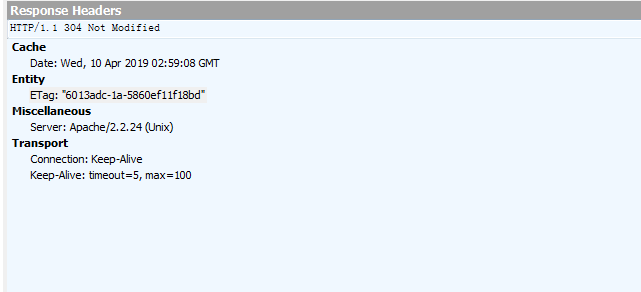 Response Headers
HTTP/1.1 304 Not Modified
Cache
Date: Wed, 10 Apr 2019 02:59:08 GMT
Entity
ETag: "6013adc-1a-5860ef11f18bd"
Miscellaneous
Server: Apache/2.2.24 (Unix)
Transport
Connection: Keep-Alive
Keep-Alive: timeout=5, max=100